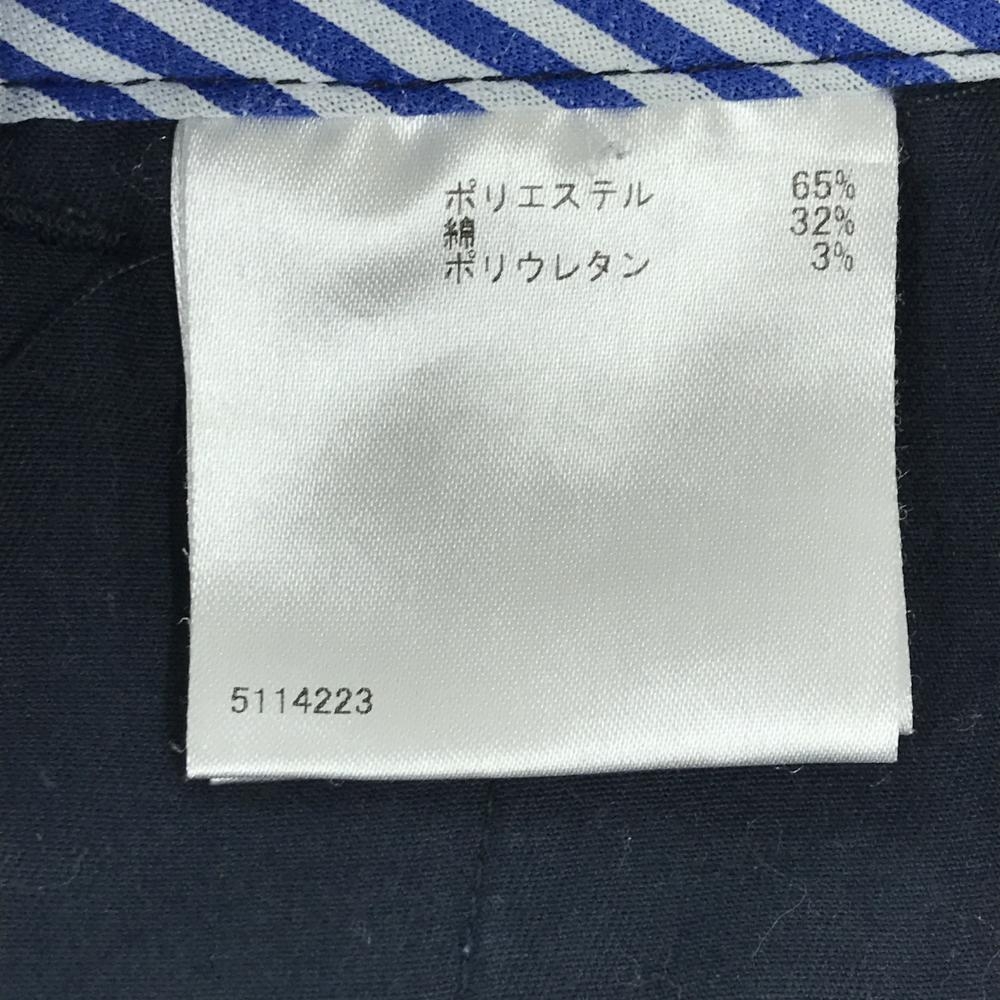 ポリエステル 65%
綿 32%
ポリウレタン 3%
5114223